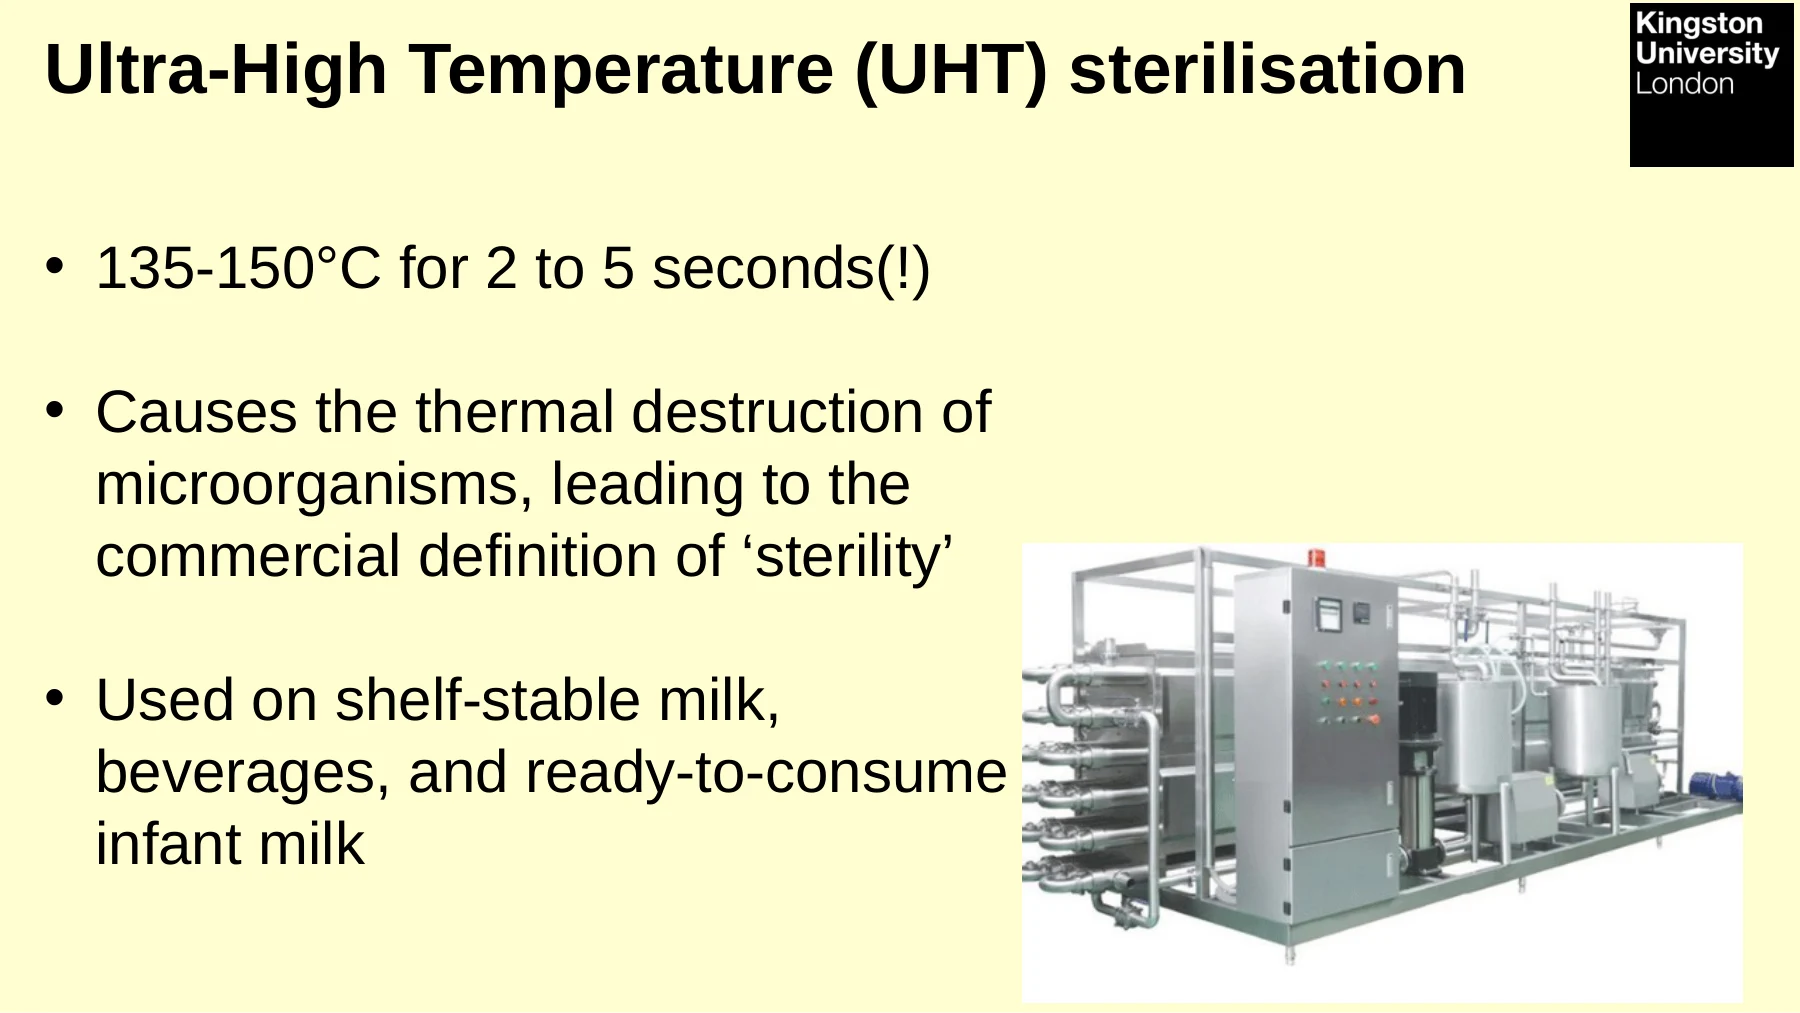 Ultra-High Temperature (UHT) sterilisation
Kingston
University
London
• 135-150°C for 2 to 5 seconds(!)
• Causes the thermal destruction of
microorganisms, leading to the
commercial definition of ‘sterility’
• Used on shelf-stable milk,
beverages, and ready-to-consume
infant milk